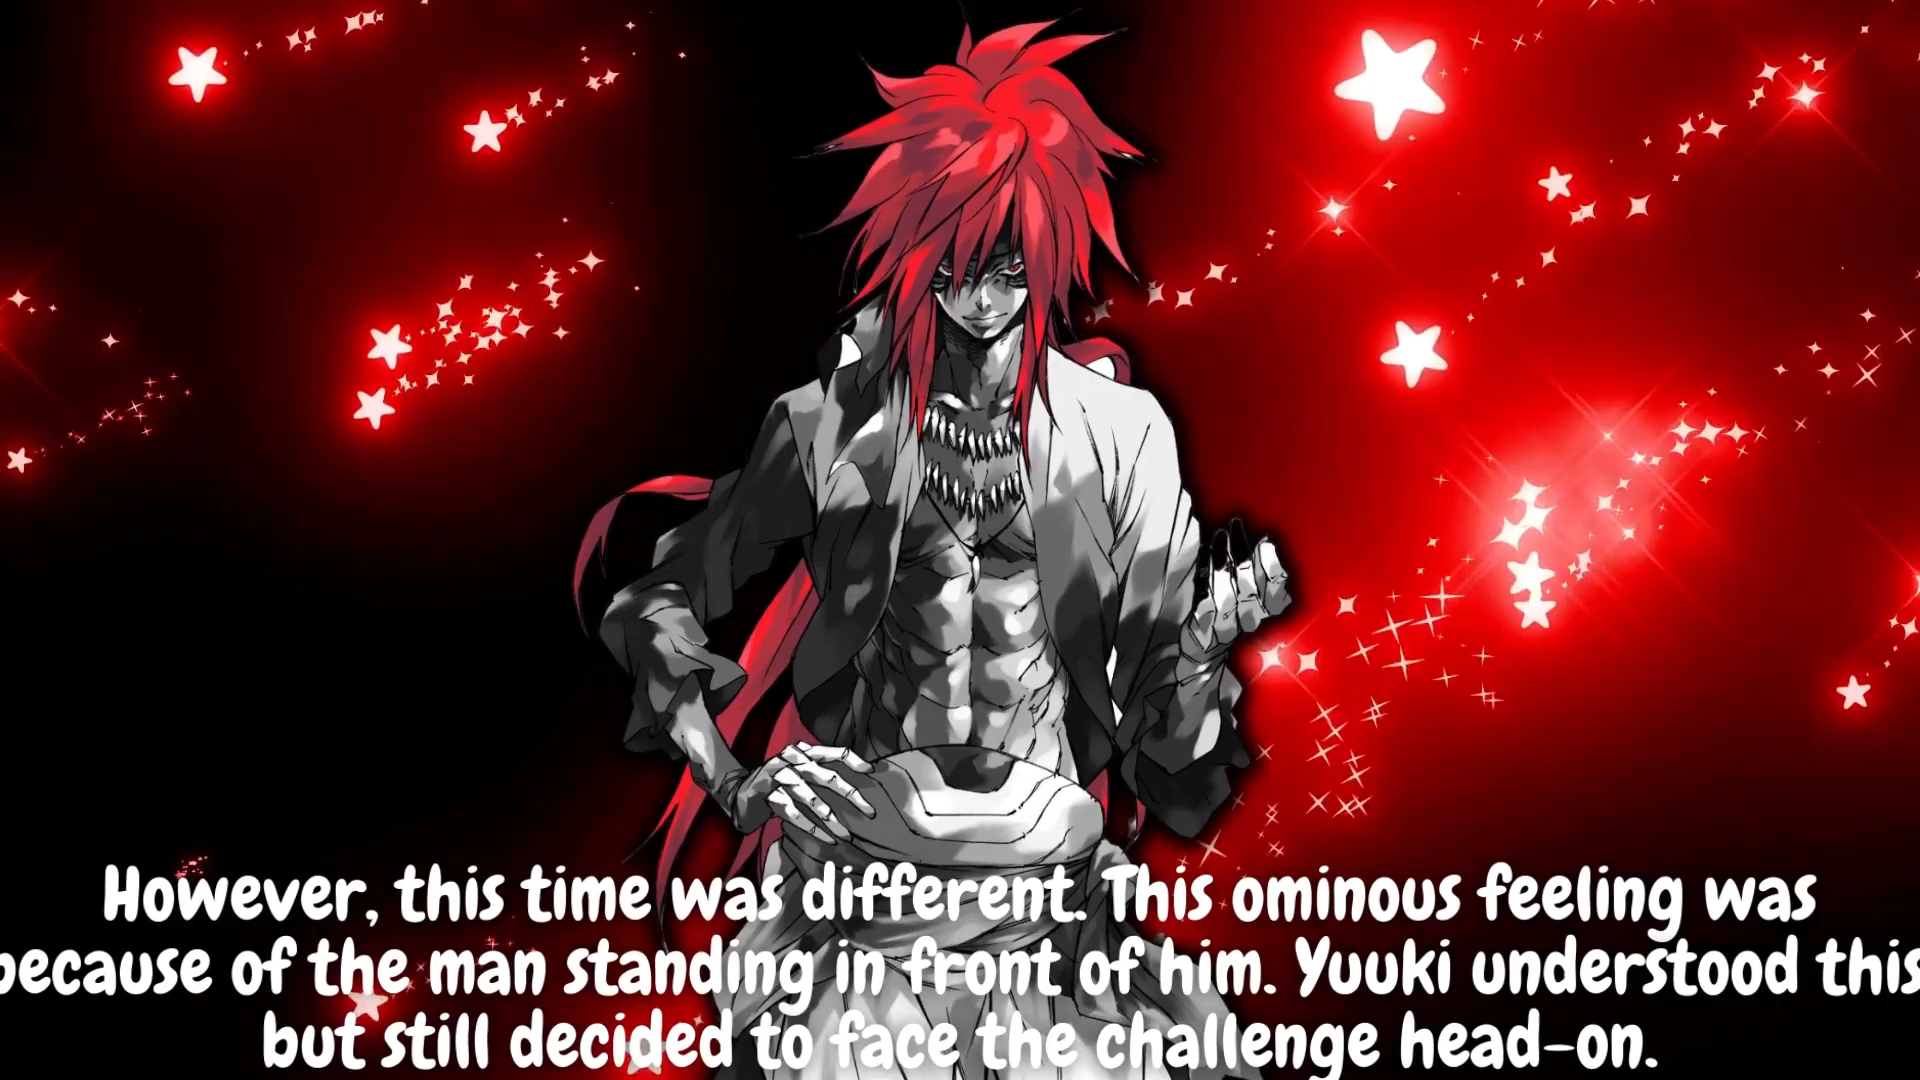 However, this time was different. This ominous feeling was
because of the man standing in front of him. Yuuki understood this
but still decided to face the challenge head-on.